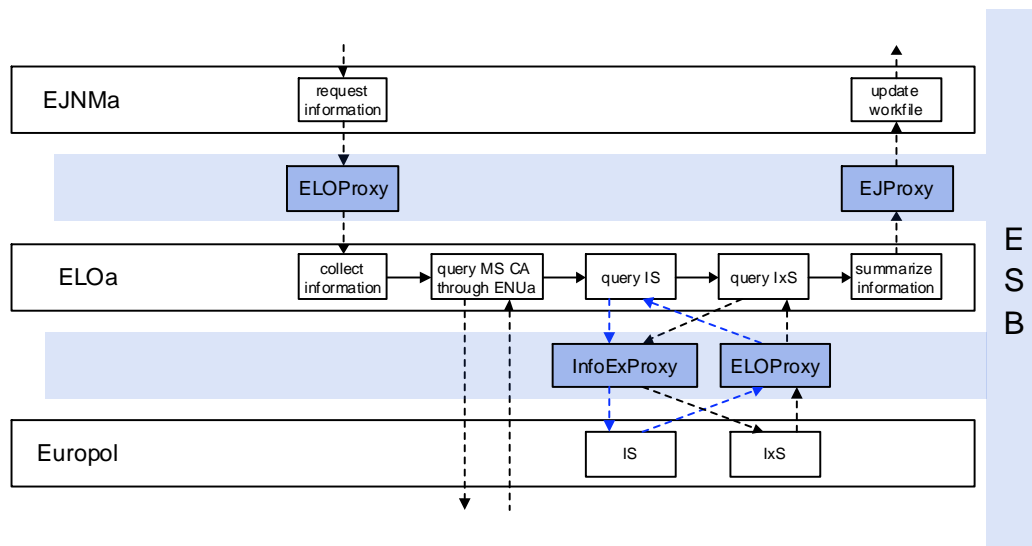 EJNMa
request
information
update
workfile
ELOProxy
EJProxy
ELOa
collect
information
query MS CA
through ENUa
query IS
query IxS
summarize
information
E
S
B
InfoExProxy
ELOProxy
Europol
IS
IxS